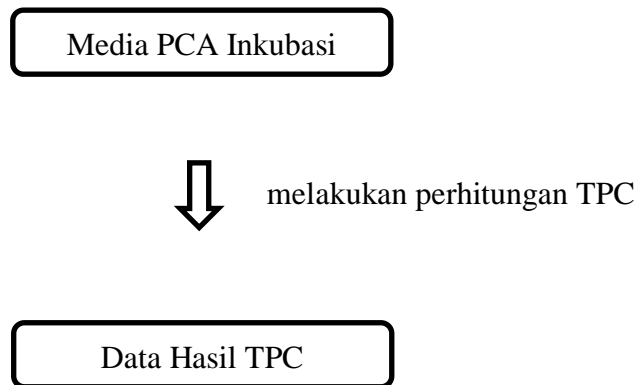 Media PCA Inkubasi
melakukan perhitungan TPC
Data Hasil TPC